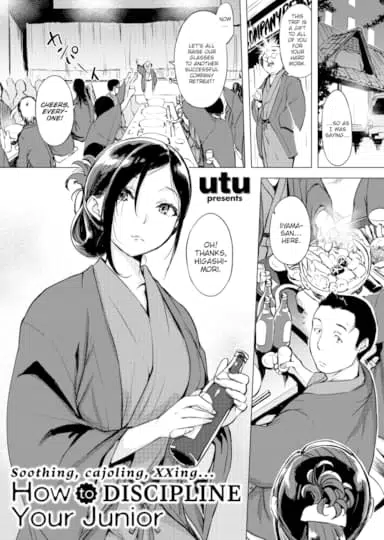 THIS
TRIP IS
A GIFT
TO ALL
OF YOU
FOR
YOUR
HARD
WORK.
...SO AS
I WAS
SAYING...
NOW
......
LET'S ALL
RAISE OUR
GLASSES
TO ANOTHER
SUCCESSFUL
COMPANY
RETREAT!
CHEERS,
EVERY-
ONE!
IIYAMA-
SAN...
HERE.
utu
presents
OH!
THANKS,
HIGASHI-
MORI.
Soothing, cajoling, XXing...
How to DISCIPLINE
Your Junior